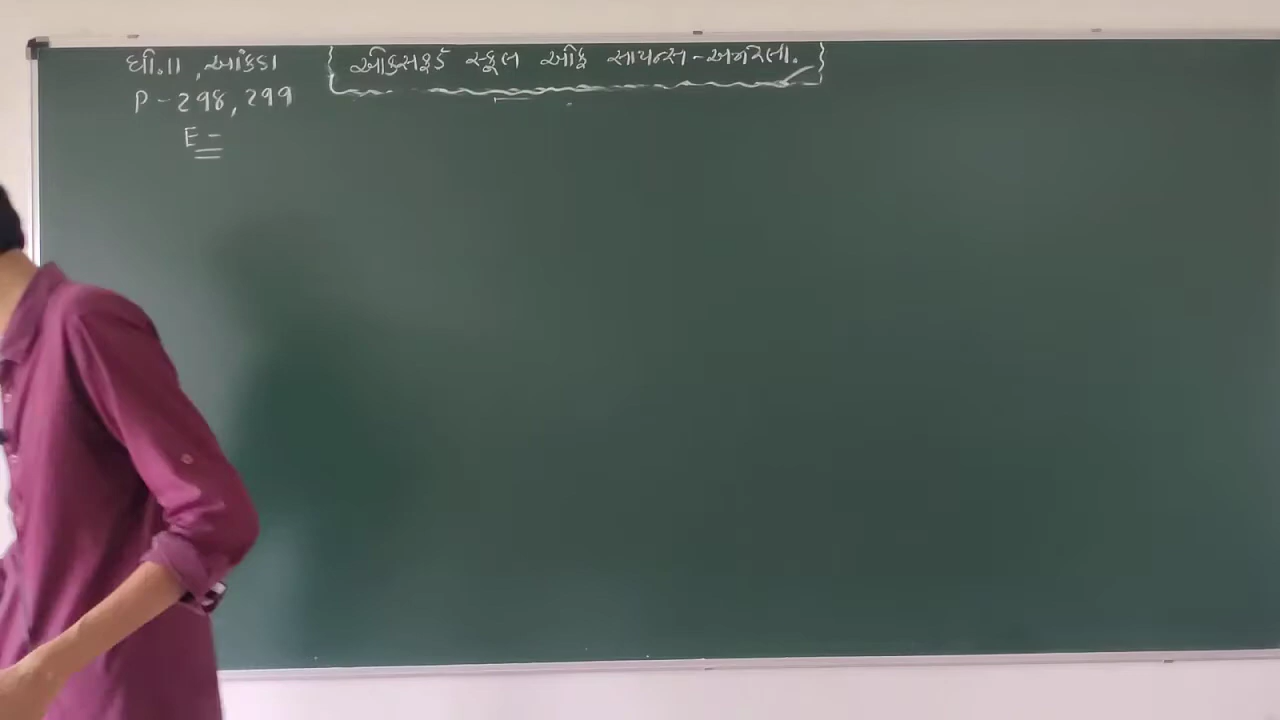 ધો.11, આંકડા
{ ઓક્સફર્ડ સ્કૂલ ઓફ સાયન્સ - અમરેલી. }
P - 298, 299
E -